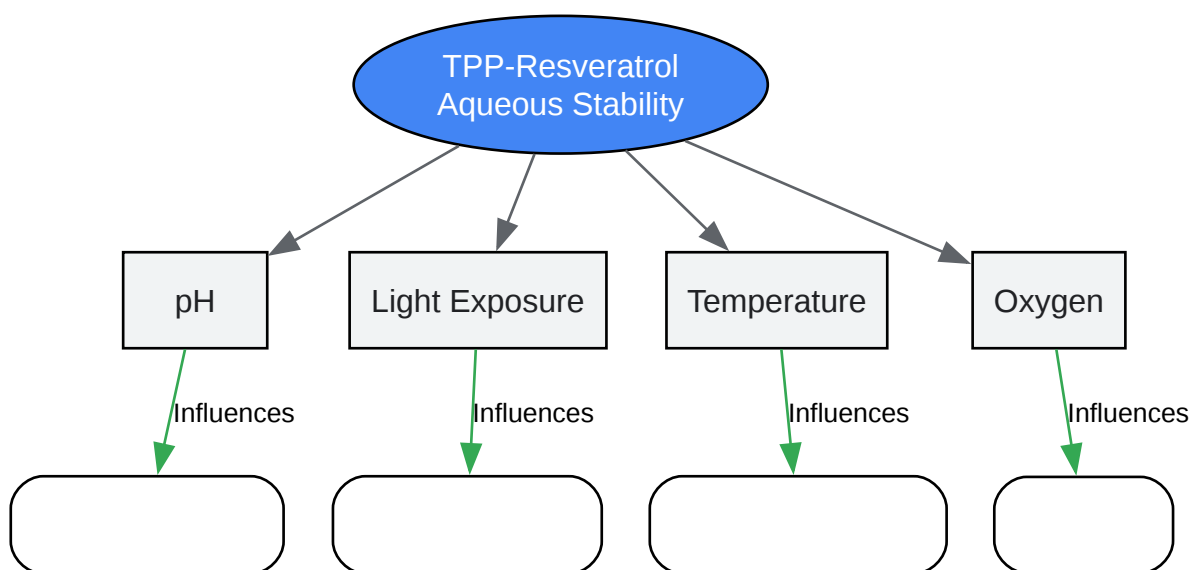 TPP-Resveratrol
Aqueous Stability
pH
Light Exposure
Temperature
Oxygen
Influences
Influences
Influences
Influences